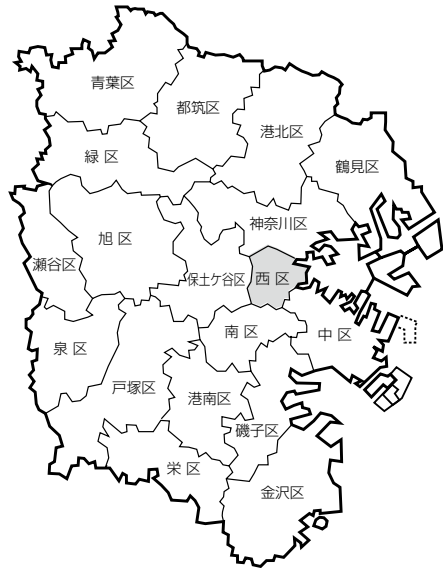 青葉区
都筑区
港北区
緑 区
鶴見区
神奈川区
旭 区
瀬谷区
保土ケ谷区
西 区
南 区
中 区
泉 区
戸塚区
港南区
磯子区
栄 区
金沢区